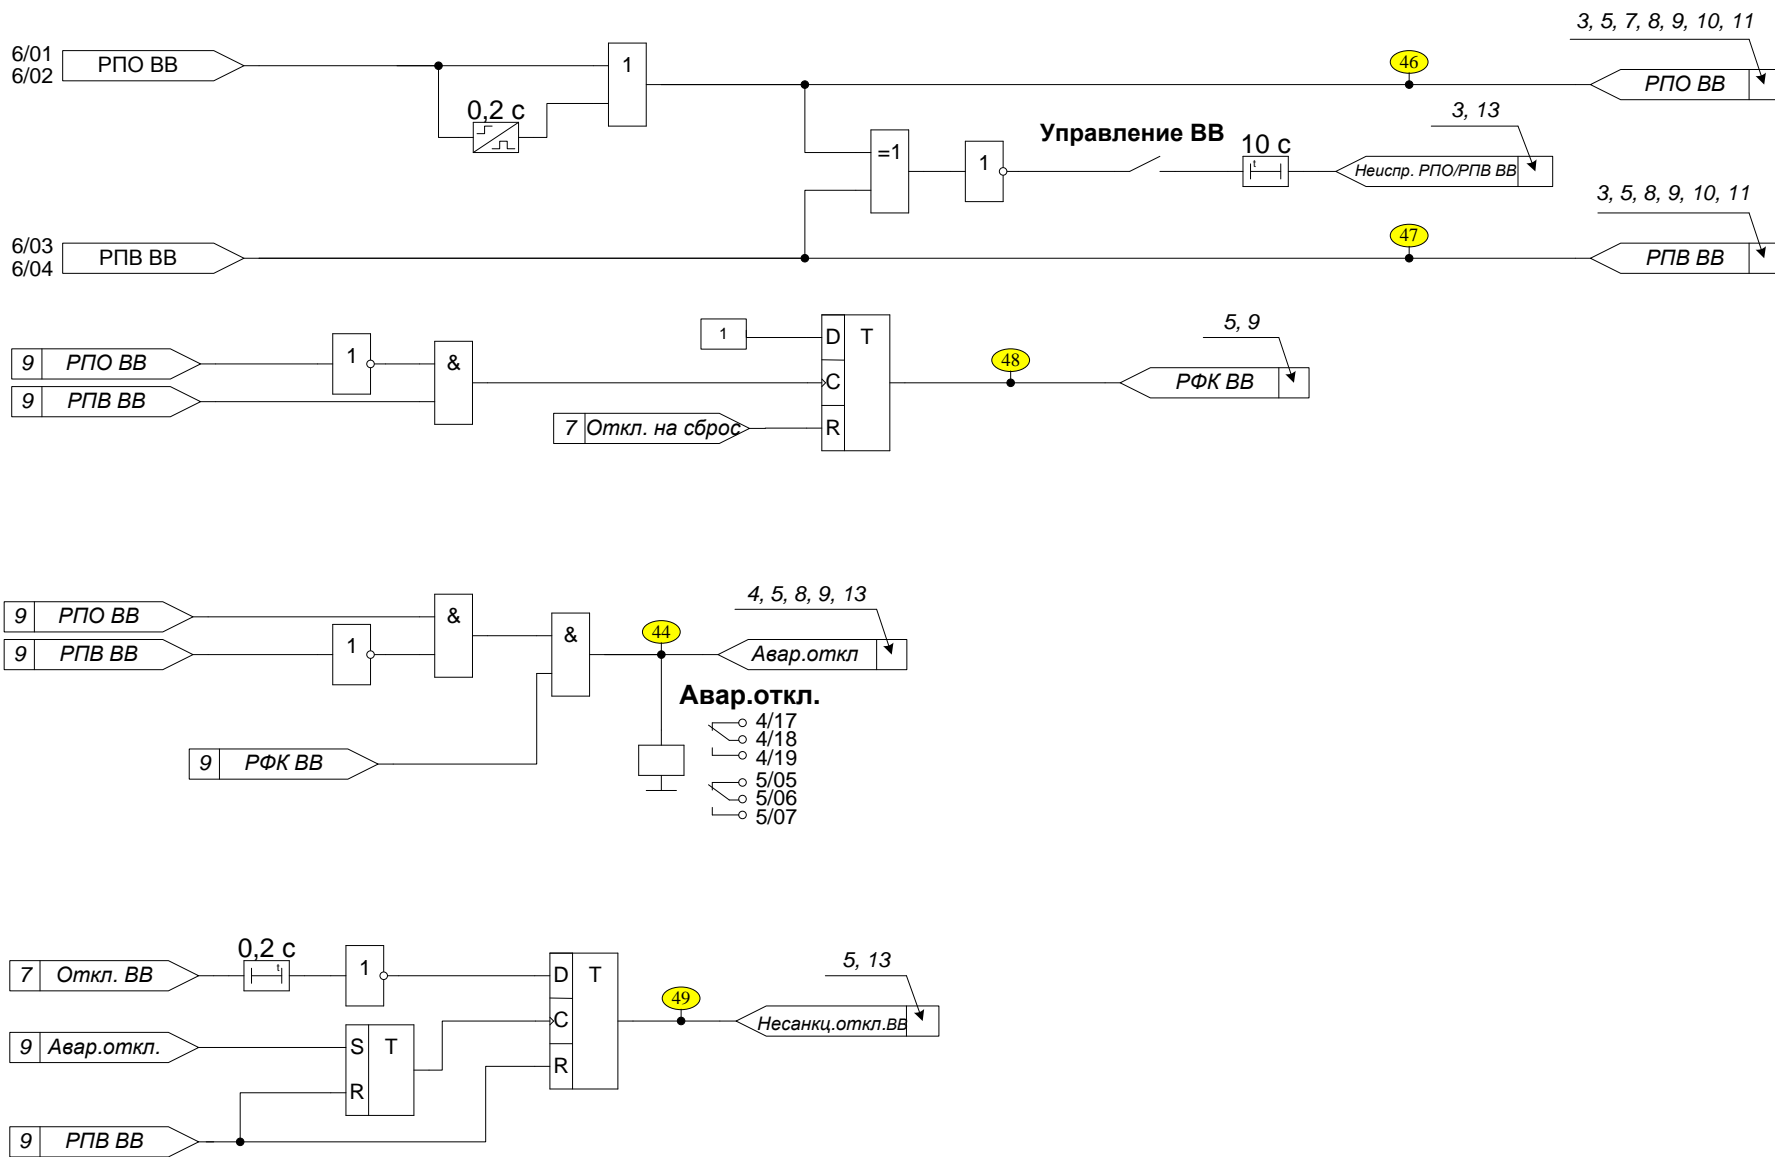 3, 5, 7, 8, 9, 10, 11
6/01
6/02
РПО ВВ
1
46
РПО ВВ
0,2 с
3, 13
Управление ВВ
10 с
=1
1
t
Неиспр. РПО/РПВ ВВ
3, 5, 8, 9, 10, 11
6/03
6/04
РПВ ВВ
47
РПВ ВВ
5, 9
1
D T
C
R
9 РПО ВВ
1
&
48
РФК ВВ
9 РПВ ВВ
7 Откл. на сброс
4, 5, 8, 9, 13
9 РПО ВВ
&
&
44
9 РПВ ВВ
1
Авар.откл
Авар.откл.
4/17
4/18
4/19
9 РФК ВВ
5/05
5/06
5/07
0,2 с
5, 13
7 Откл. ВВ
t
1
D T
C
R
49
Несанкц.откл.ВВ
9 Авар.откл.
S T
R
9 РПВ ВВ